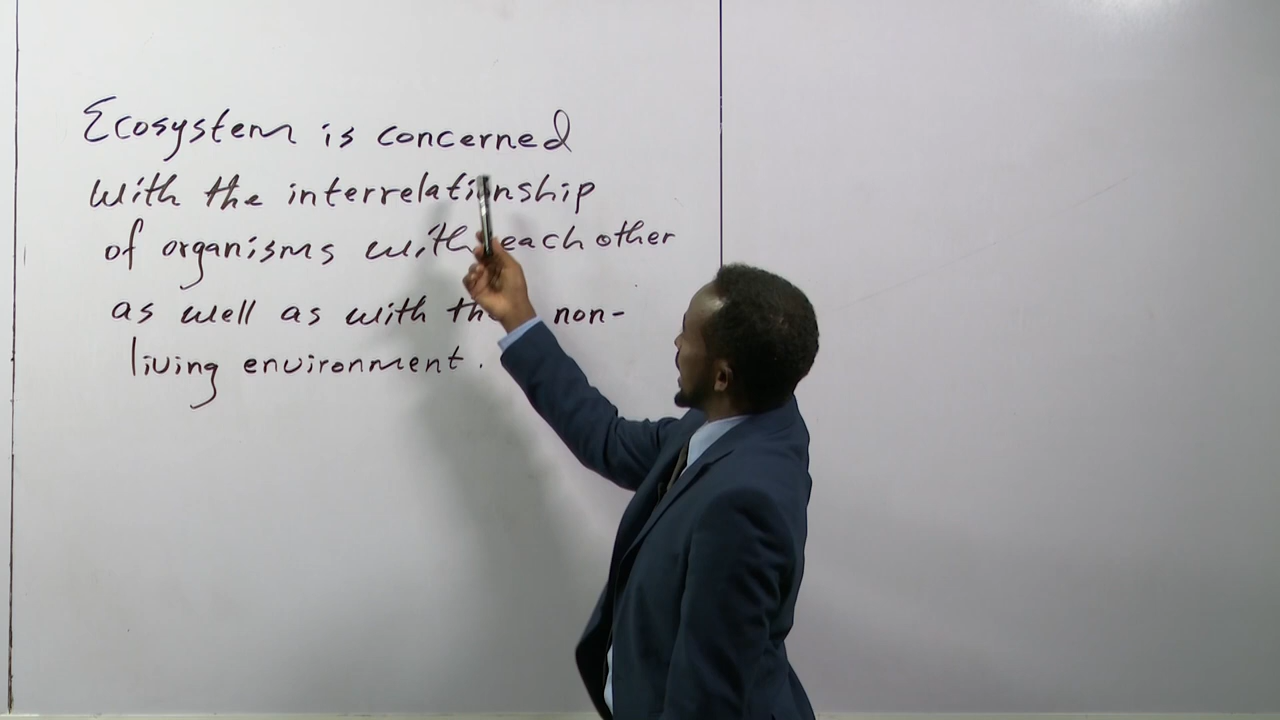 Ecosystem is concerned
with the interrelationship
of organisms with each other
as well as with the non-
living environment.